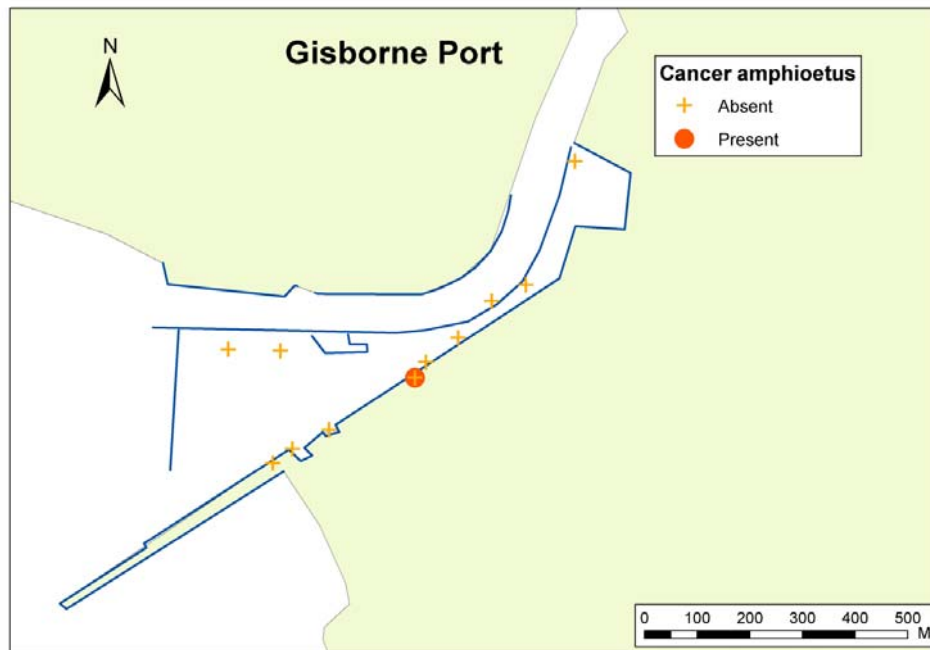 Gisborne Port
N
Cancer amphioetus
Absent
Present
0 100 200 300 400 500
M